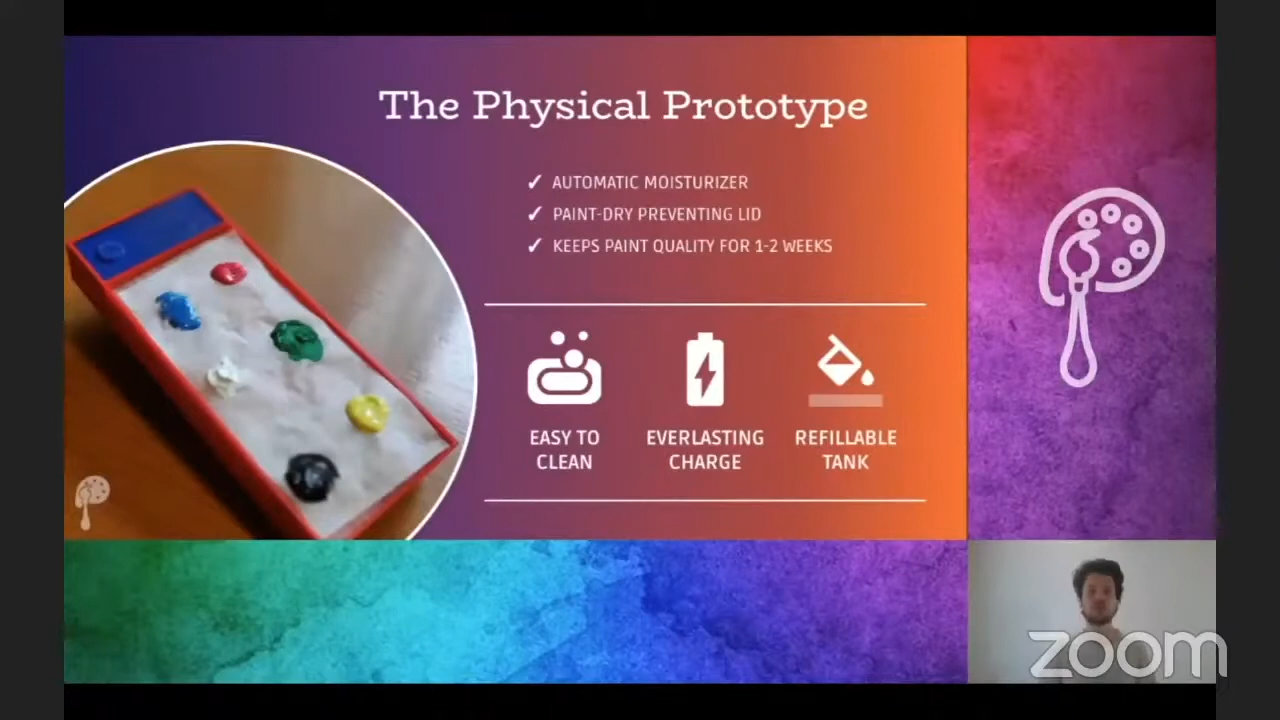 The Physical Prototype
✓ AUTOMATIC MOISTURIZER
✓ PAINT-DRY PREVENTING LID
✓ KEEPS PAINT QUALITY FOR 1-2 WEEKS
EASY TO
CLEAN
EVERLASTING
CHARGE
REFILLABLE
TANK
zoom